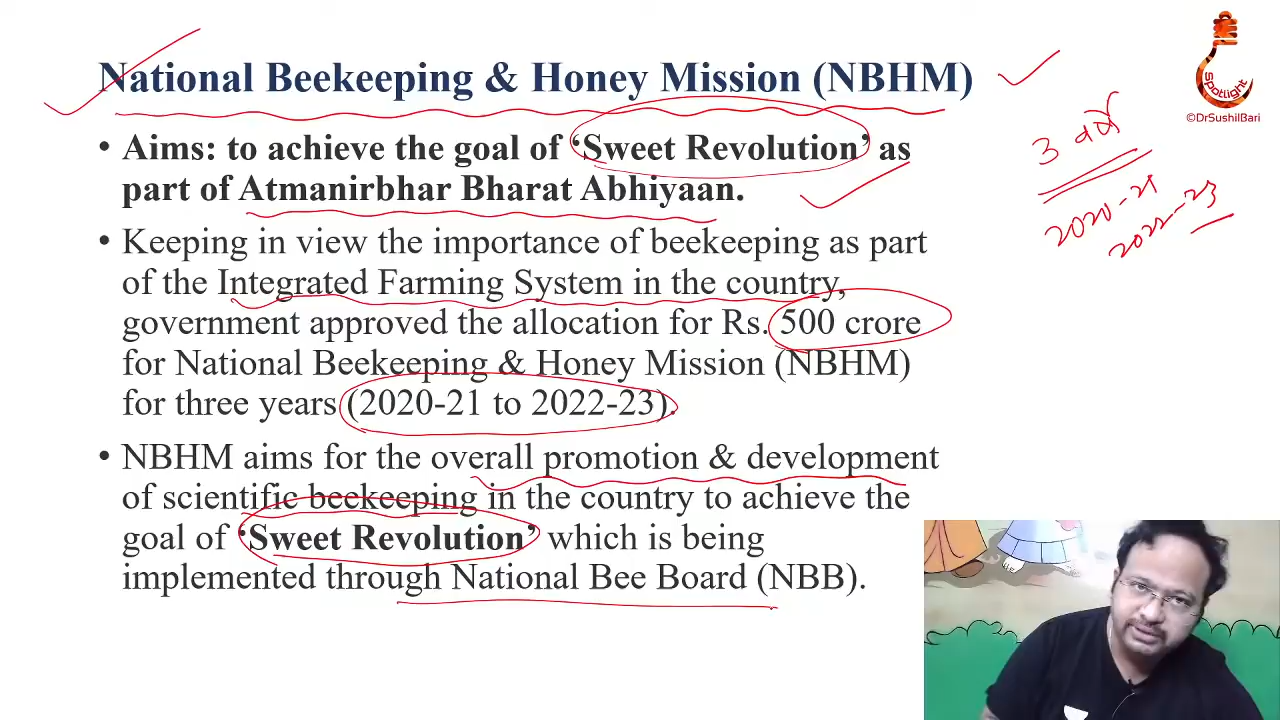 National Beekeeping & Honey Mission (NBHM)
• Aims: to achieve the goal of ‘Sweet Revolution’ as
part of Atmanirbhar Bharat Abhiyaan.
• Keeping in view the importance of beekeeping as part
of the Integrated Farming System in the country,
government approved the allocation for Rs. 500 crore
for National Beekeeping & Honey Mission (NBHM)
for three years (2020-21 to 2022-23).
• NBHM aims for the overall promotion & development
of scientific beekeeping in the country to achieve the
goal of ‘Sweet Revolution’ which is being
implemented through National Bee Board (NBB).
3 वर्ष
2020-21
2022-23
Spotlight
©DrSushilBari